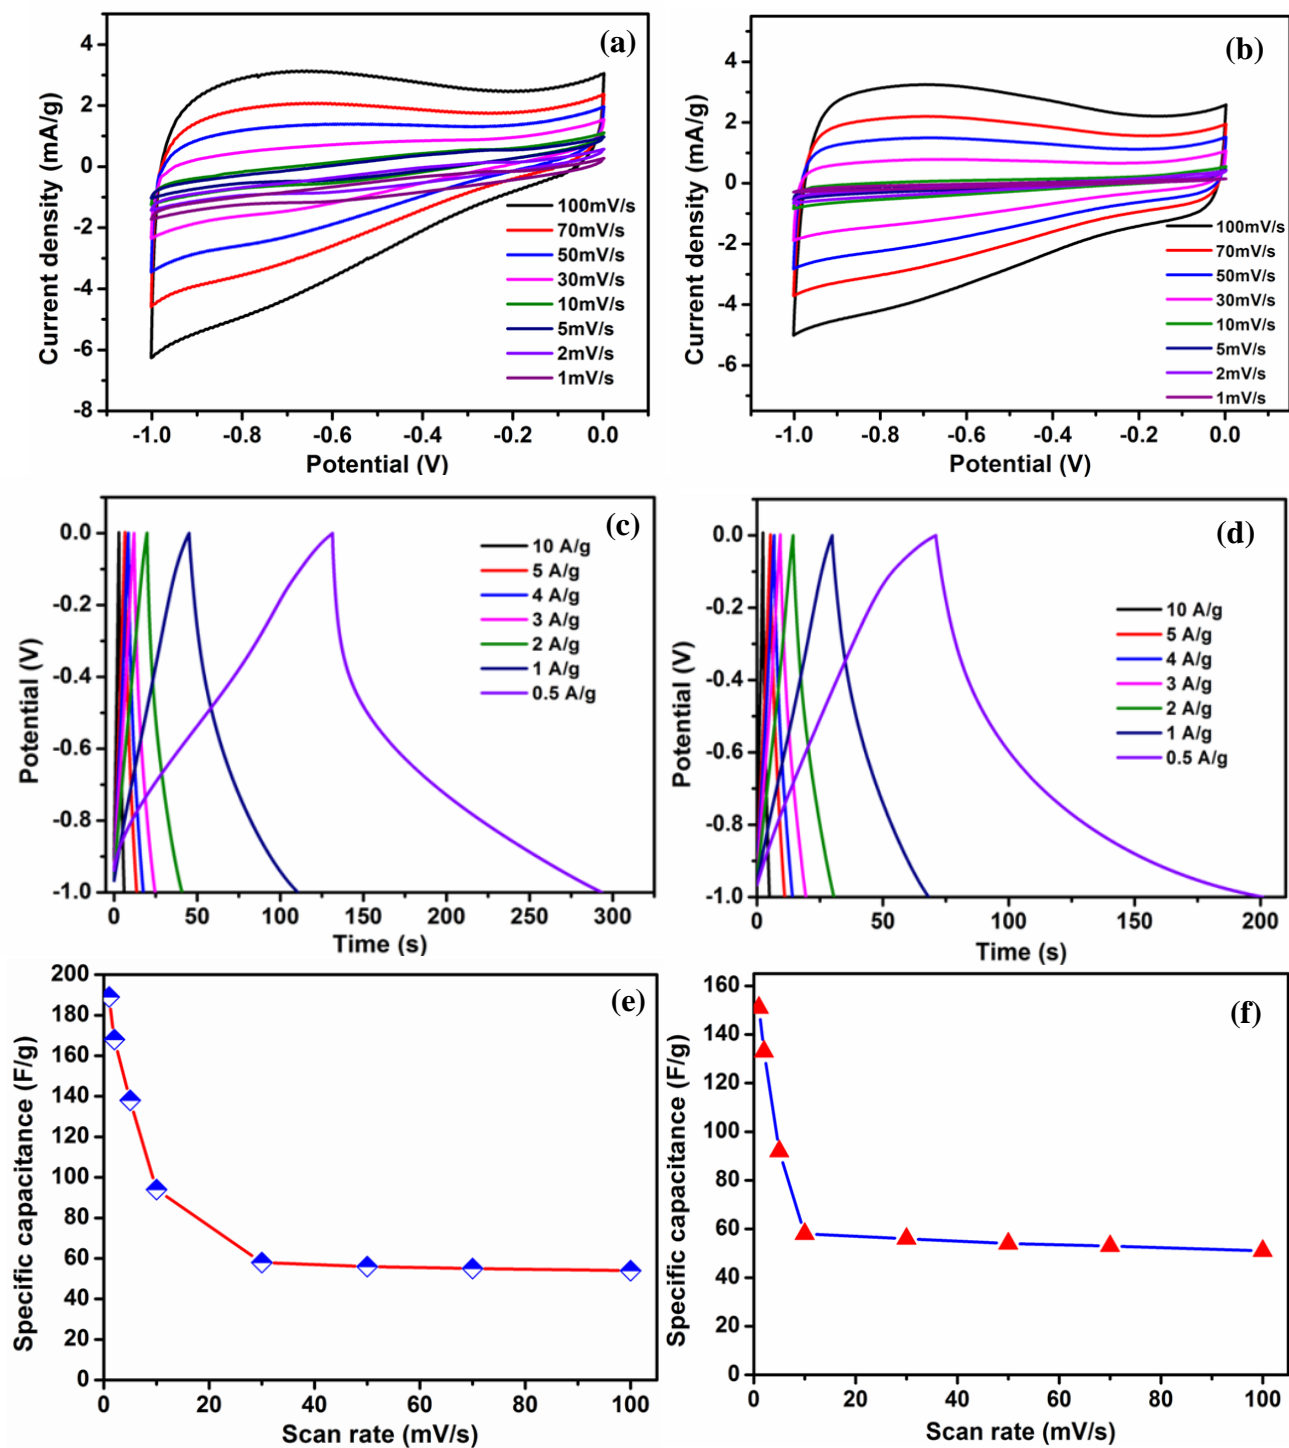 (a)
4
2
0
-2
-4
-6
-8
Current density (mA/g)
100mV/s
70mV/s
50mV/s
30mV/s
10mV/s
5mV/s
2mV/s
1mV/s
-1.0 -0.8 -0.6 -0.4 -0.2 0.0
Potential (V)
(b)
4
2
0
-2
-4
-6
Current density (mA/g)
100mV/s
70mV/s
50mV/s
30mV/s
10mV/s
5mV/s
2mV/s
1mV/s
-1.0 -0.8 -0.6 -0.4 -0.2 0.0
Potential (V)
(c)
0.0
-0.2
-0.4
-0.6
-0.8
-1.0
Potential (V)
10 A/g
5 A/g
4 A/g
3 A/g
2 A/g
1 A/g
0.5 A/g
0 50 100 150 200 250 300
Time (s)
(d)
0.0
-0.2
-0.4
-0.6
-0.8
-1.0
Potential (V)
10 A/g
5 A/g
4 A/g
3 A/g
2 A/g
1 A/g
0.5 A/g
0 50 100 150 200
Time (s)
(e)
200
180
160
140
120
100
80
60
40
20
0
Specific capacitance (F/g)
0 20 40 60 80 100
Scan rate (mV/s)
(f)
160
140
120
100
80
60
40
20
0
Specific capacitance (F/g)
0 20 40 60 80 100
Scan rate (mV/s)